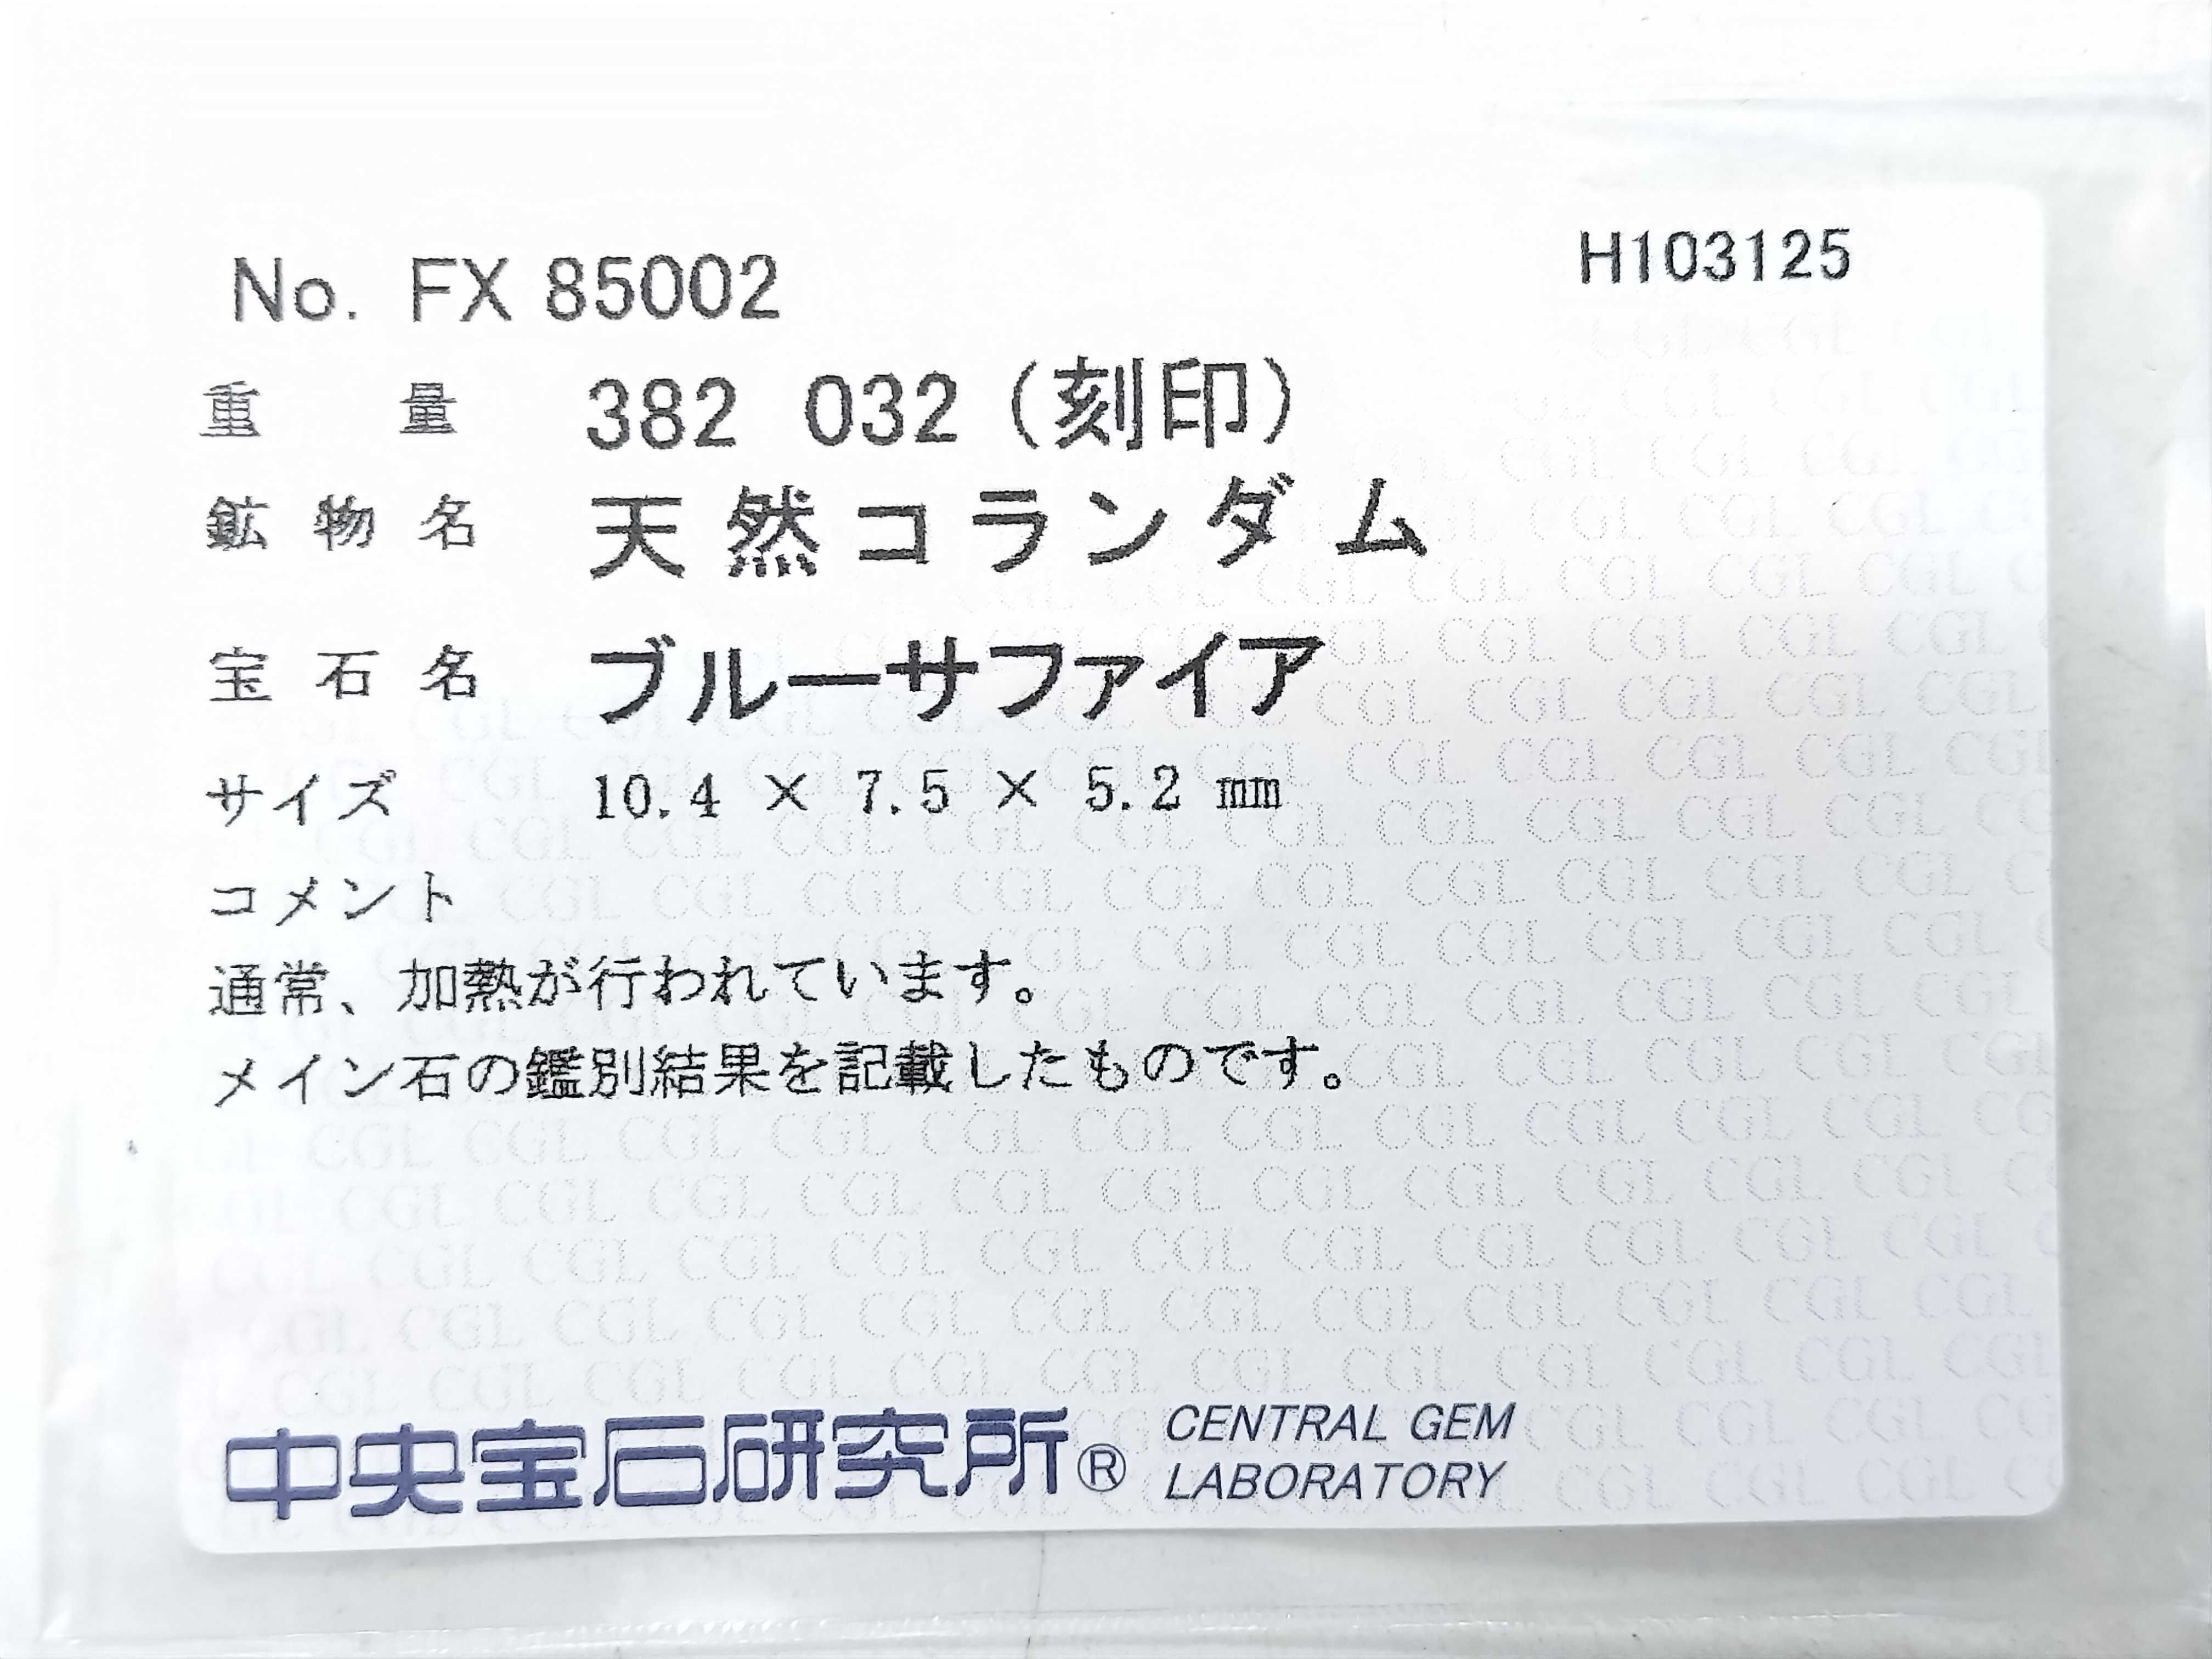 No. FX 85002
H103125
重量 382 032 (刻印)
鉱物名 天然コランダム
宝石名 ブルーサファイア
サイズ 10.4 × 7.5 × 5.2 mm
コメント
通常、加熱が行われています。
メイン石の鑑別結果を記載したものです。
中央宝石研究所® CENTRAL GEM
LABORATORY